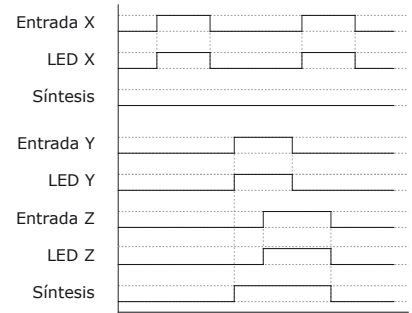 Entrada X
LED X
Síntesis
Entrada Y
LED Y
Entrada Z
LED Z
Síntesis